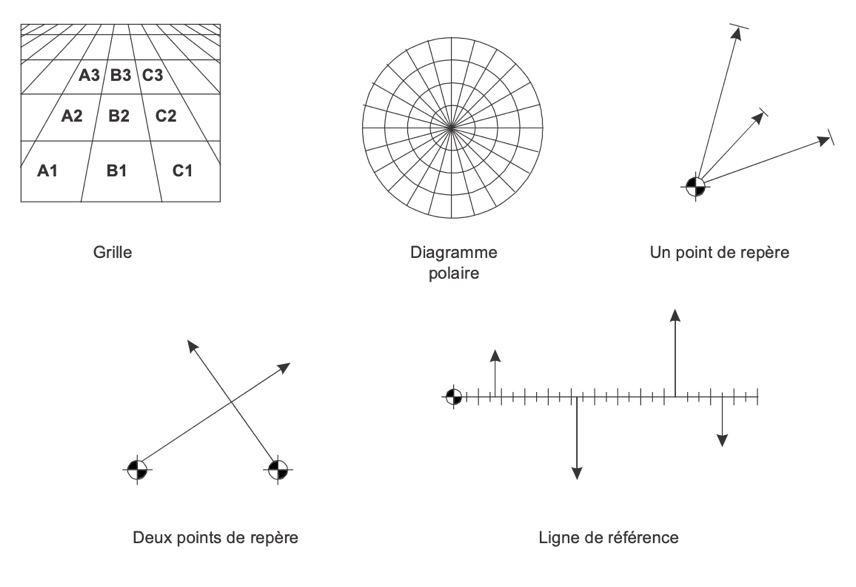 A3 B3 C3
A2 B2 C2
A1 B1 C1
Grille
Diagramme
polaire
Un point de repère
Deux points de repère
Ligne de référence